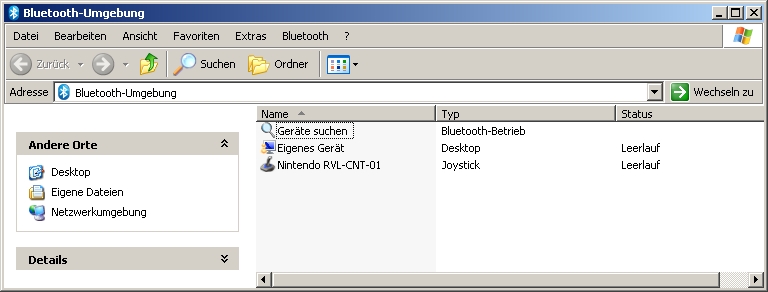 Bluetooth-Umgebung
Datei Bearbeiten Ansicht Favoriten Extras Bluetooth ?
Zurück Suchen Ordner
Adresse Bluetooth-Umgebung Wechseln zu
Andere Orte
Desktop
Eigene Dateien
Netzwerkumgebung
Details
Name Typ Status
Geräte suchen Bluetooth-Betrieb
Eigenes Gerät Desktop Leerlauf
Nintendo RVL-CNT-01 Joystick Leerlauf